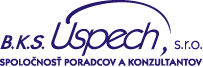 B.K.S. Úspech, s.r.o.
SPOLOČNOSŤ PORADCOV A KONZULTANTOV